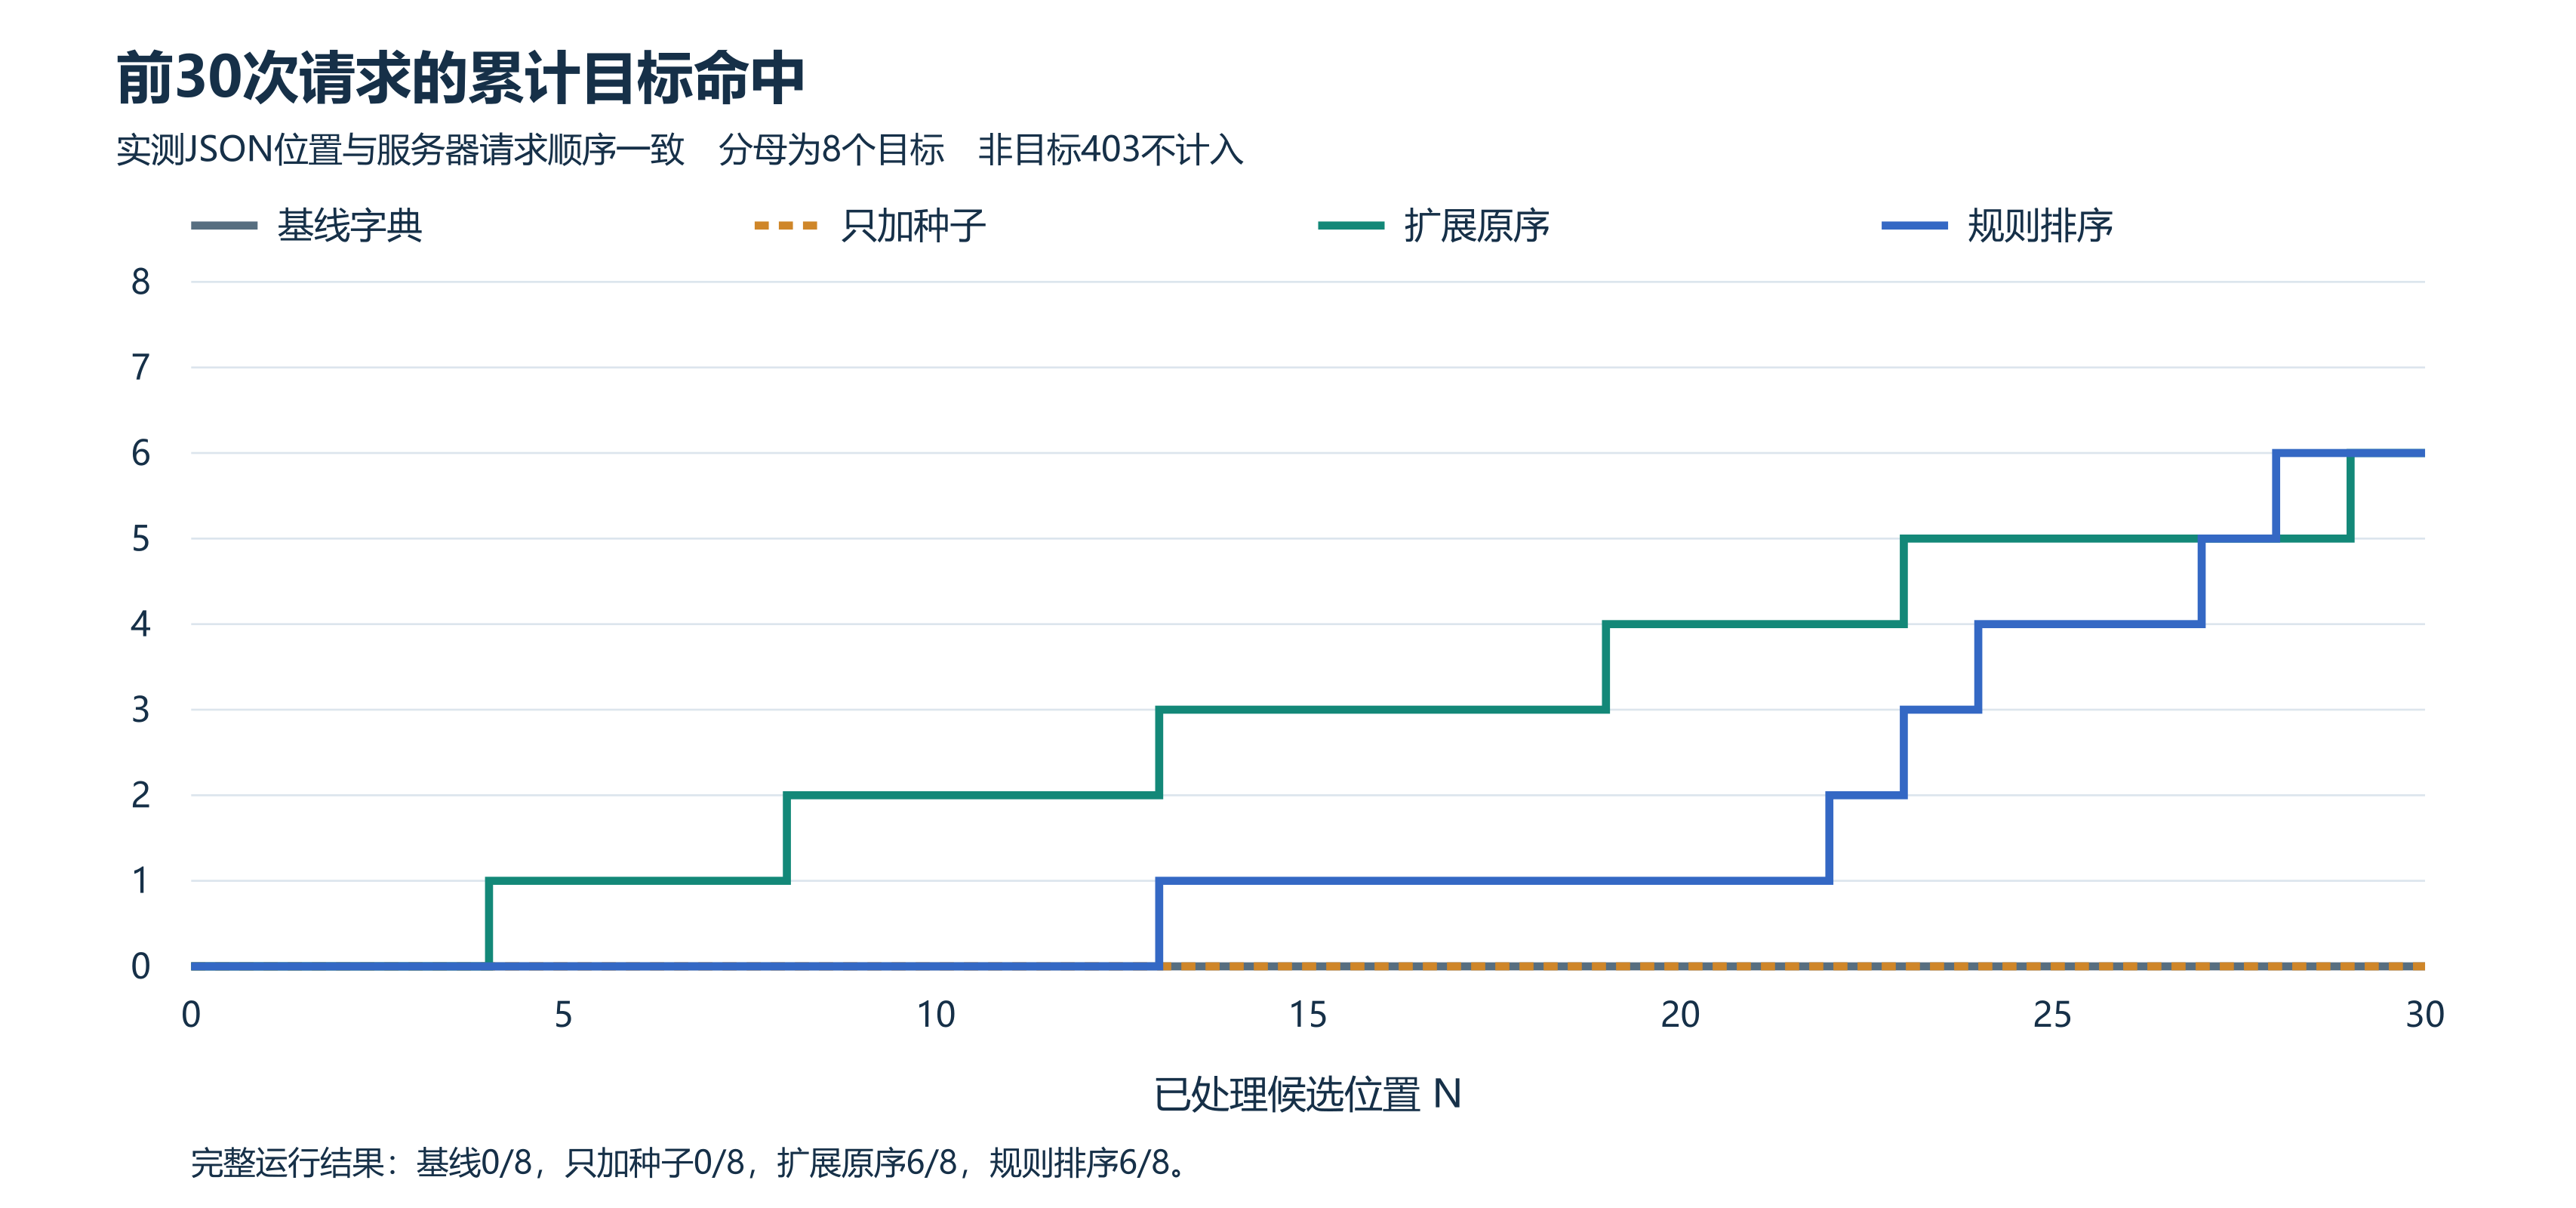 前30次请求的累计目标命中
实测JSON位置与服务器请求顺序一致　分母为8个目标　非目标403不计入
基线字典　只加种子　扩展原序　规则排序
8
7
6
5
4
3
2
1
0
0 5 10 15 20 25 30
已处理候选位置 N
完整运行结果：基线0/8，只加种子0/8，扩展原序6/8，规则排序6/8。